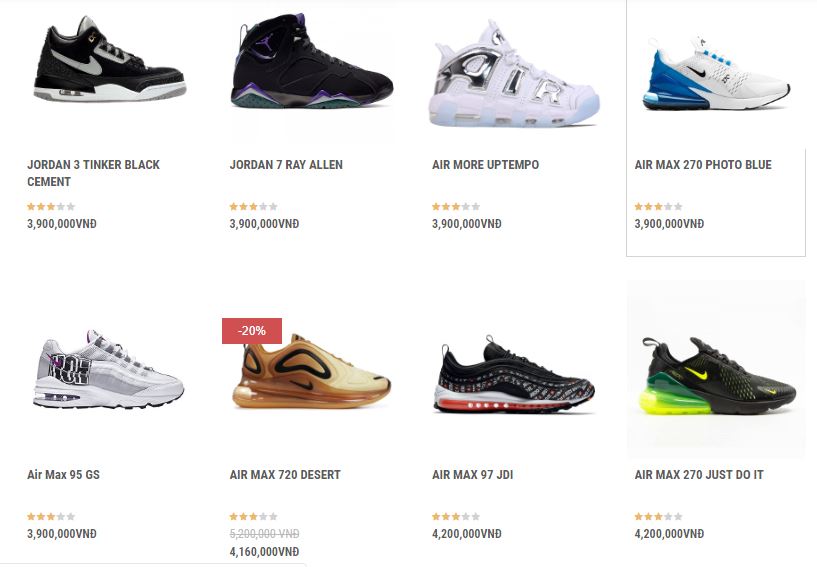 JORDAN 3 TINKER BLACK
CEMENT
3,900,000VNĐ
JORDAN 7 RAY ALLEN
3,900,000VNĐ
AIR MORE UPTEMPO
3,900,000VNĐ
AIR MAX 270 PHOTO BLUE
3,900,000VNĐ
AIR
Air Max 95 GS
3,900,000VNĐ
-20%
AIR MAX 720 DESERT
5,200,000 VNĐ
4,160,000VNĐ
AIR MAX 97 JDI
4,200,000VNĐ
AIR MAX 270 JUST DO IT
4,200,000VNĐ